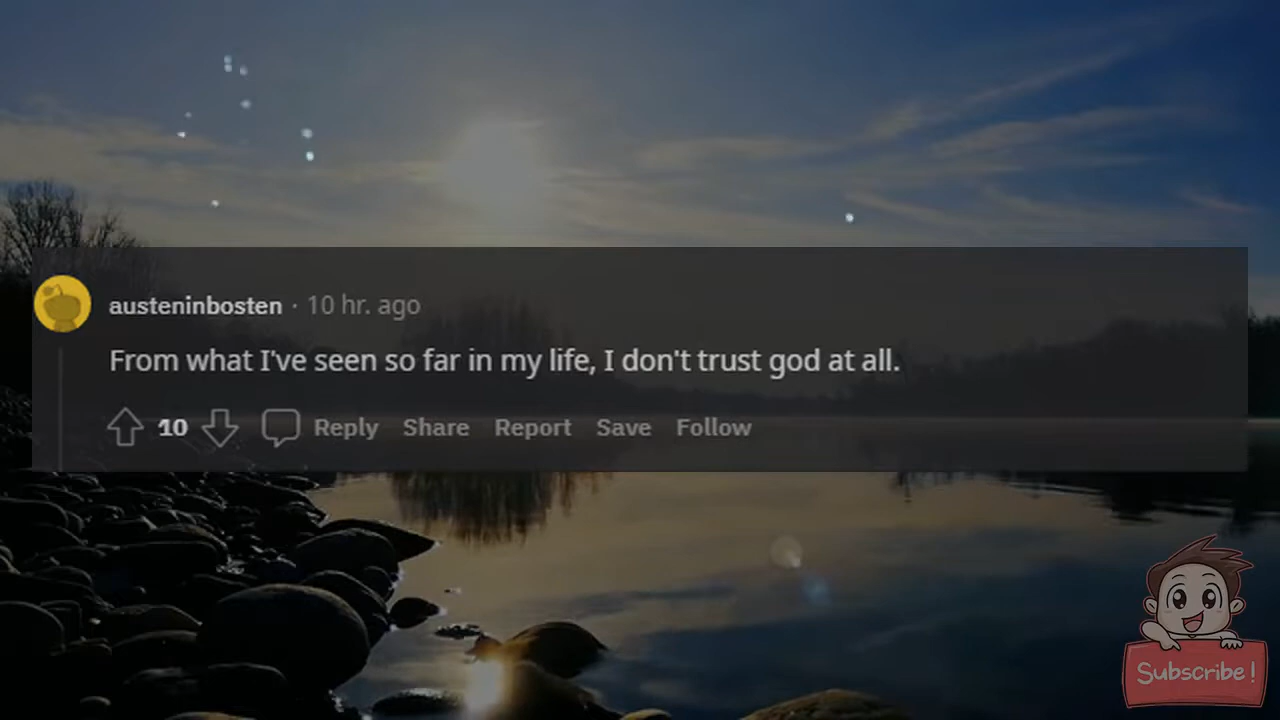 austeninbosten · 10 hr. ago
From what I've seen so far in my life, I don't trust god at all.
10 Reply Share Report Save Follow
Subscribe!